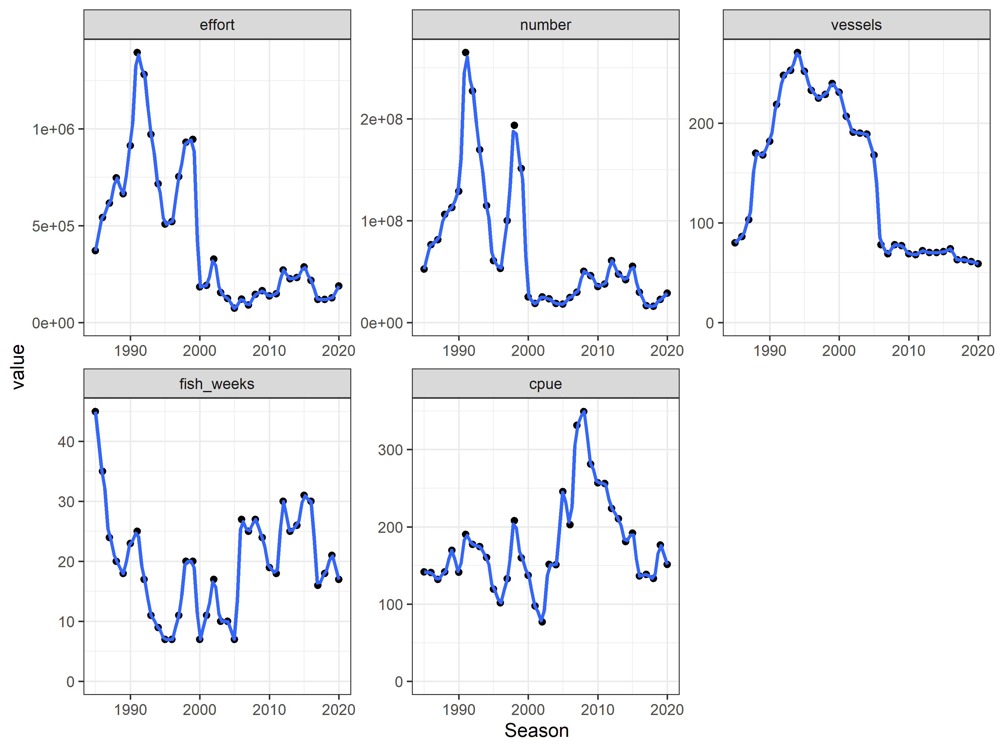 effort
number
vessels
1e+06
5e+05
0e+00
2e+08
1e+08
0e+00
200
100
0
1990 2000 2010 2020
1990 2000 2010 2020
1990 2000 2010 2020
value
fish_weeks
cpue
40
30
20
10
0
300
200
100
0
1990 2000 2010 2020
1990 2000 2010 2020
Season